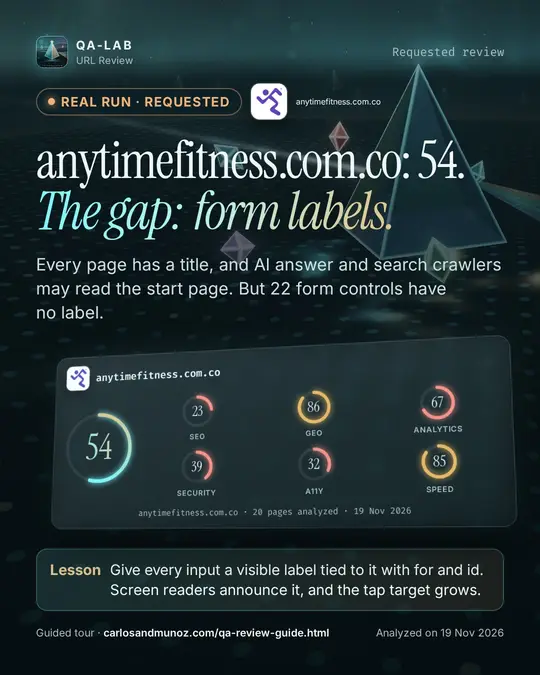 QA-LAB
URL Review
Requested review
REAL RUN · REQUESTED
anytimefitness.com.co
anytimefitness.com.co: 54.
The gap: form labels.
Every page has a title, and AI answer and search crawlers
may read the start page. But 22 form controls have
no label.
anytimefitness.com.co
54
23
SEO
86
GEO
67
ANALYTICS
39
SECURITY
32
A11Y
85
SPEED
anytimefitness.com.co · 20 pages analyzed · 19 Nov 2026
Lesson Give every input a visible label tied to it with for and id.
Screen readers announce it, and the tap target grows.
Guided tour · carlosandmunoz.com/qa-review-guide.html
Analyzed on 19 Nov 2026